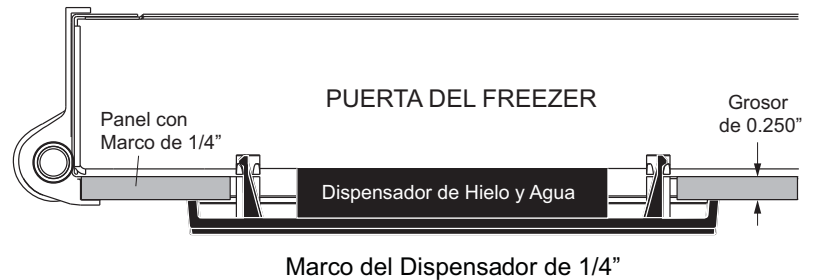 PUERTA DEL FREEZER
Grosor
de 0.250”
Panel con
Marco de 1/4”
Dispensador de Hielo y Agua
Marco del Dispensador de 1/4”